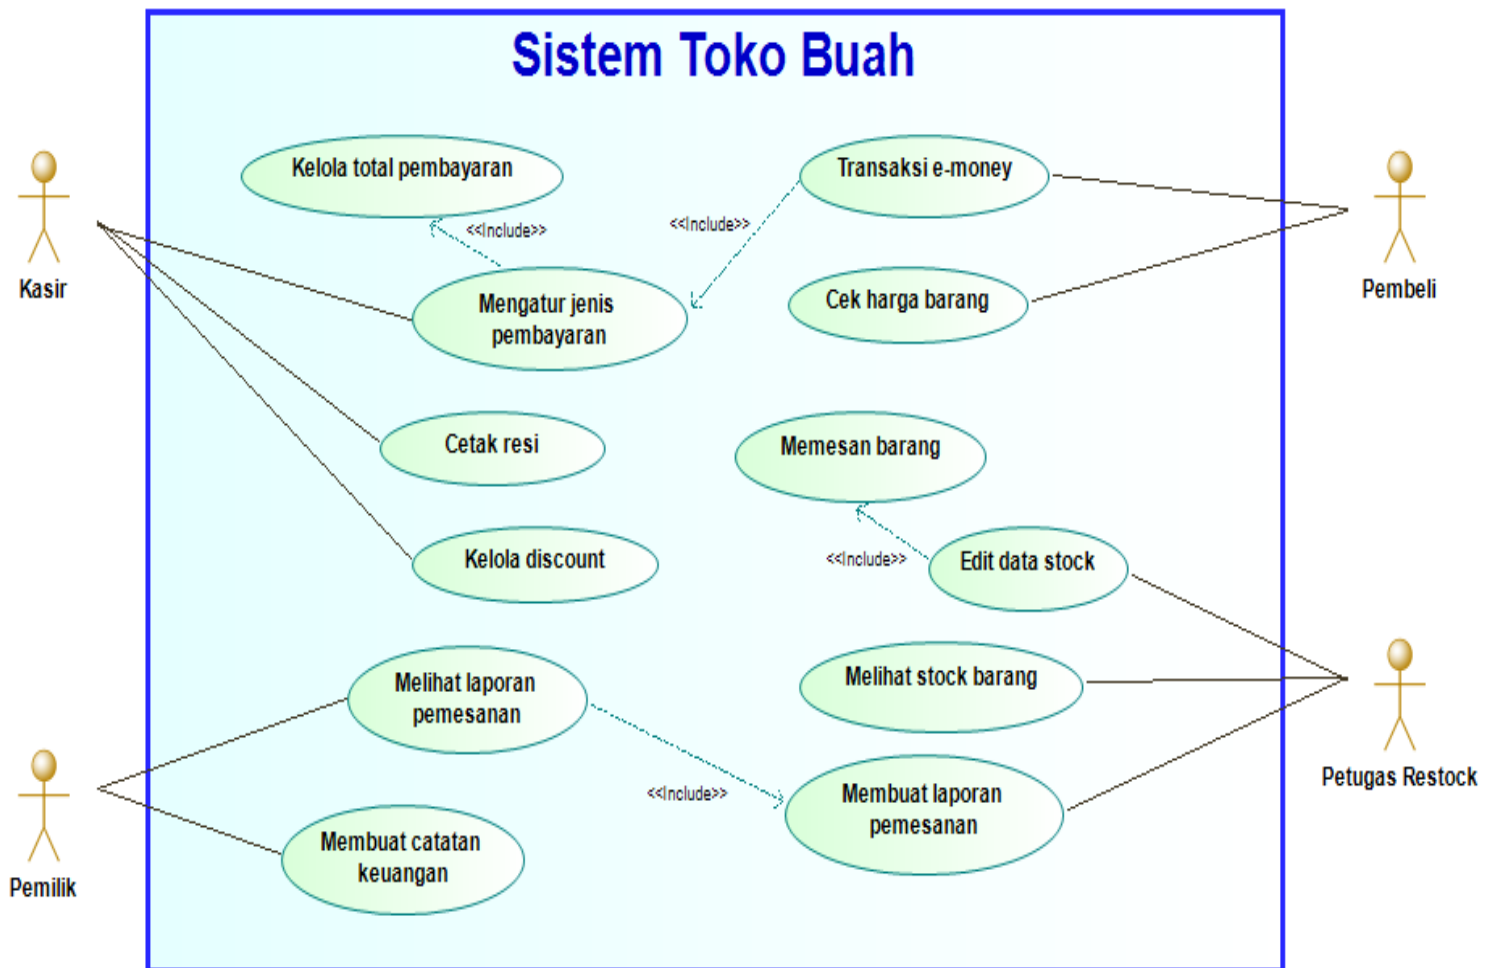 Sistem Toko Buah
Kelola total pembayaran
Transaksi e-money
<<Include>>
<<Include>>
Kasir
Mengatur jenis
pembayaran
Cek harga barang
Pembeli
Cetak resi
Memesan barang
Kelola discount
<<Include>>
Edit data stock
Melihat laporan
pemesanan
Melihat stock barang
<<Include>>
Membuat laporan
pemesanan
Petugas Restock
Membuat catatan
keuangan
Pemilik